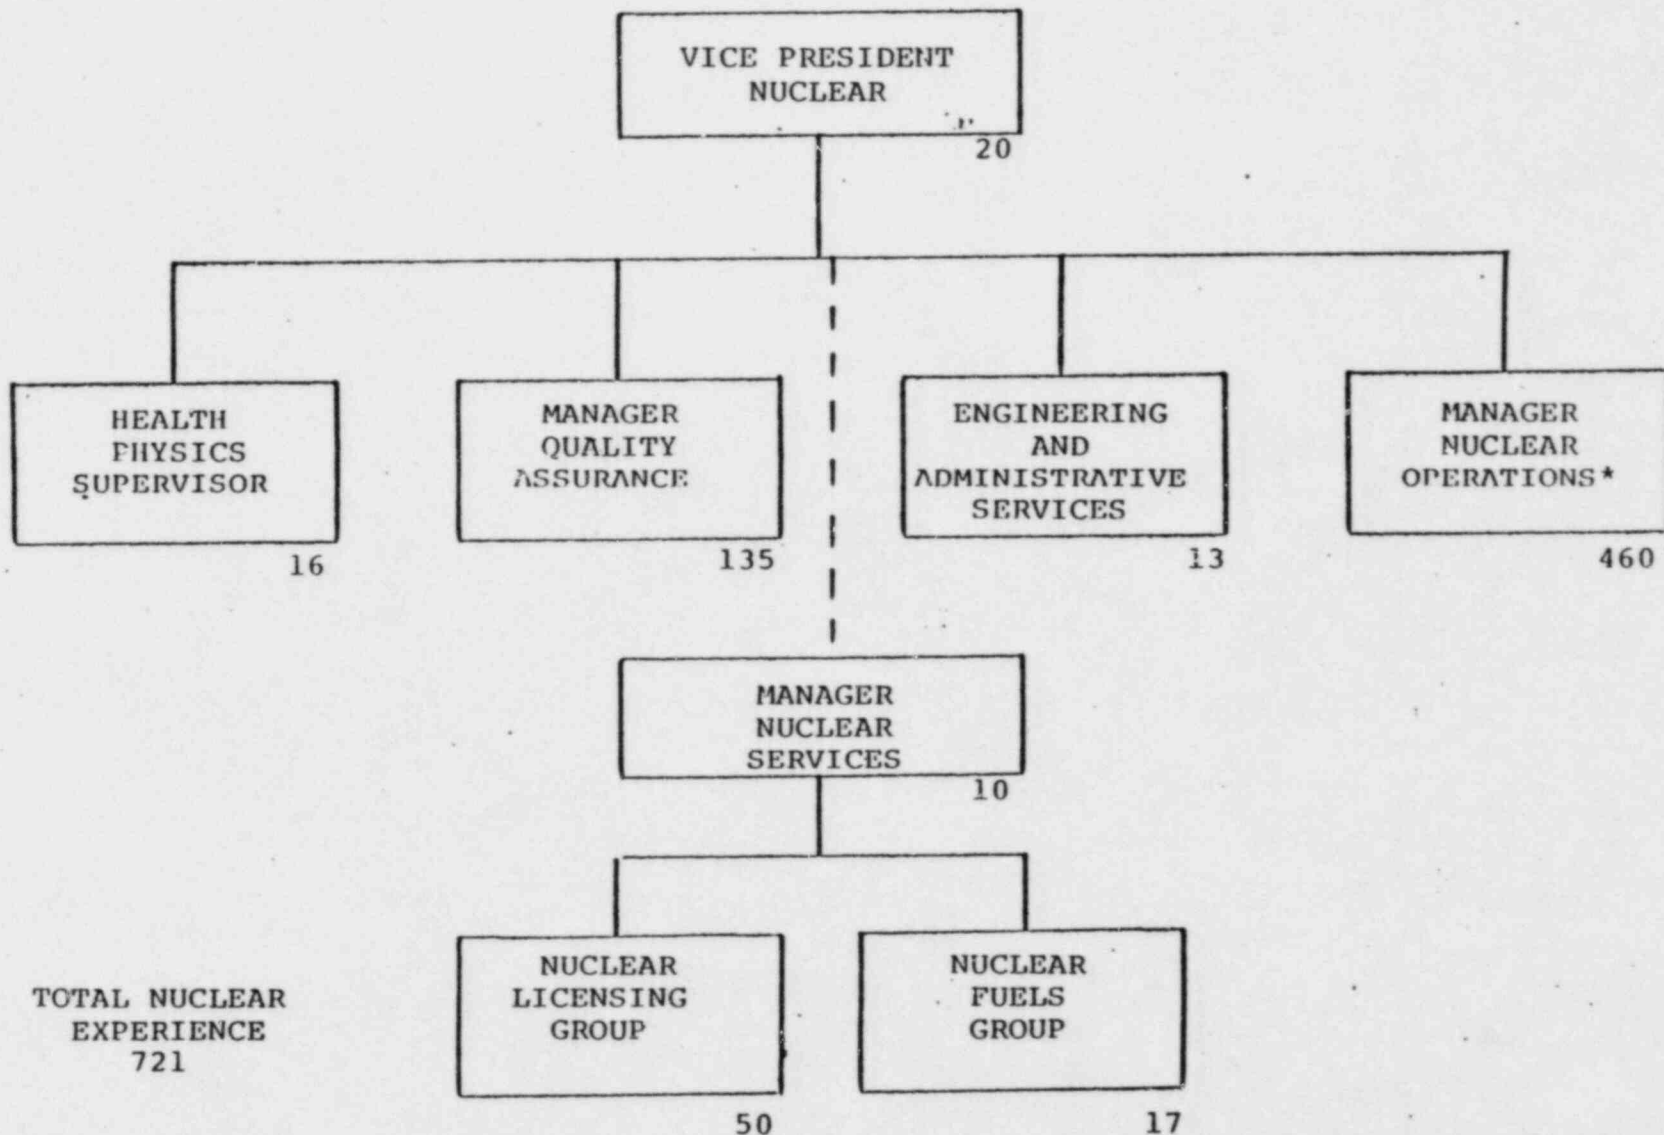 VICE PRESIDENT
NUCLEAR
20
HEALTH
PHYSICS
SUPERVISOR
16
MANAGER
QUALITY
ASSURANCE
135
ENGINEERING
AND
ADMINISTRATIVE
SERVICES
13
MANAGER
NUCLEAR
OPERATIONS*
460
MANAGER
NUCLEAR
SERVICES
10
TOTAL NUCLEAR
EXPERIENCE
721
NUCLEAR
LICENSING
GROUP
50
NUCLEAR
FUELS
GROUP
17